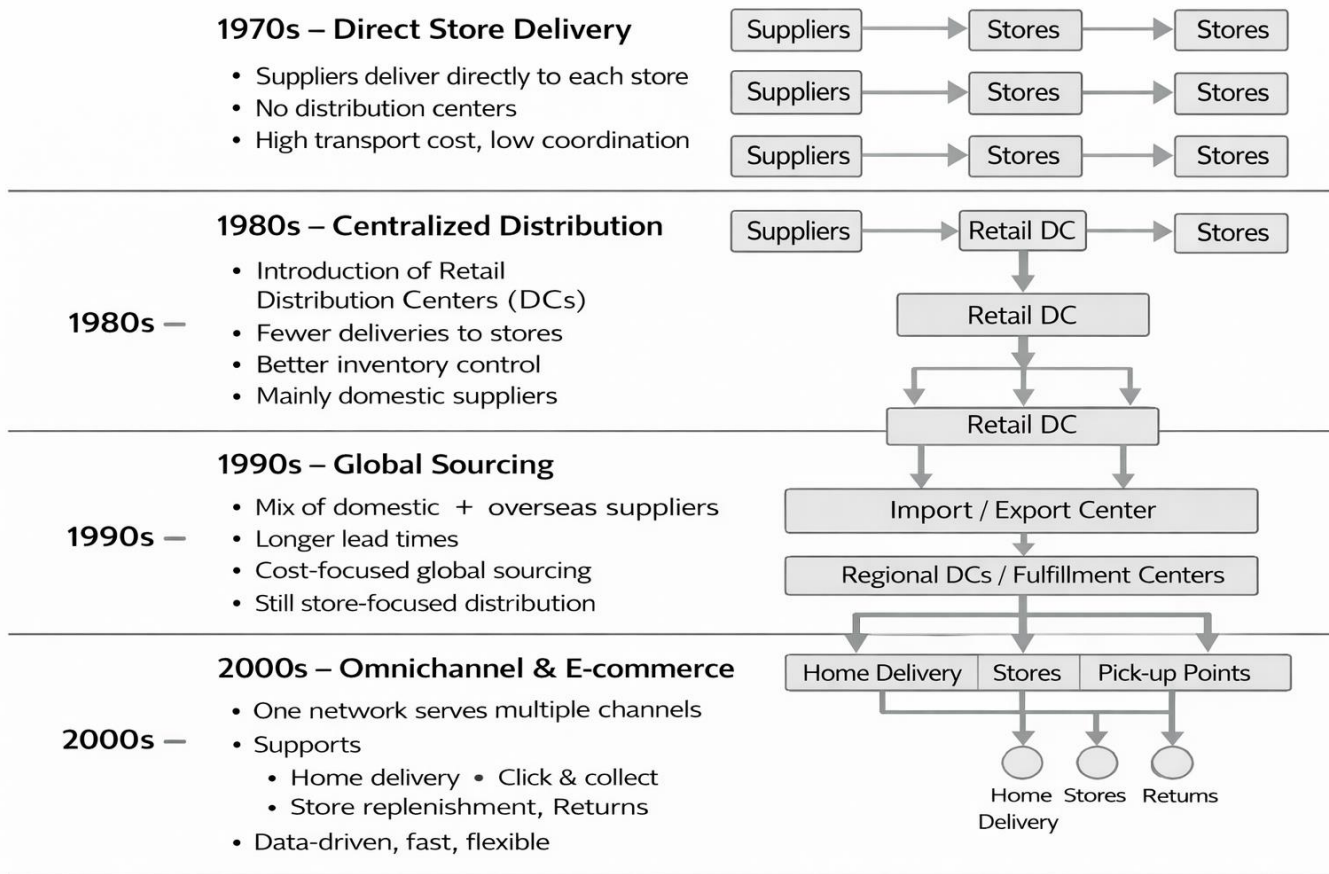 1970s – Direct Store Delivery
• Suppliers deliver directly to each store
• No distribution centers
• High transport cost, low coordination
Suppliers Stores Stores
Suppliers Stores Stores
Suppliers Stores Stores
1980s –
1980s – Centralized Distribution
• Introduction of Retail
Distribution Centers (DCs)
• Fewer deliveries to stores
• Better inventory control
• Mainly domestic suppliers
Suppliers Retail DC Stores
Retail DC
Retail DC
1990s –
1990s – Global Sourcing
• Mix of domestic + overseas suppliers
• Longer lead times
• Cost-focused global sourcing
• Still store-focused distribution
Import / Export Center
Regional DCs / Fulfillment Centers
2000s –
2000s – Omnichannel & E-commerce
• One network serves multiple channels
• Supports
• Home delivery • Click & collect
• Store replenishment, Returns
• Data-driven, fast, flexible
Home Delivery Stores Pick-up Points
Home Stores Returns
Delivery